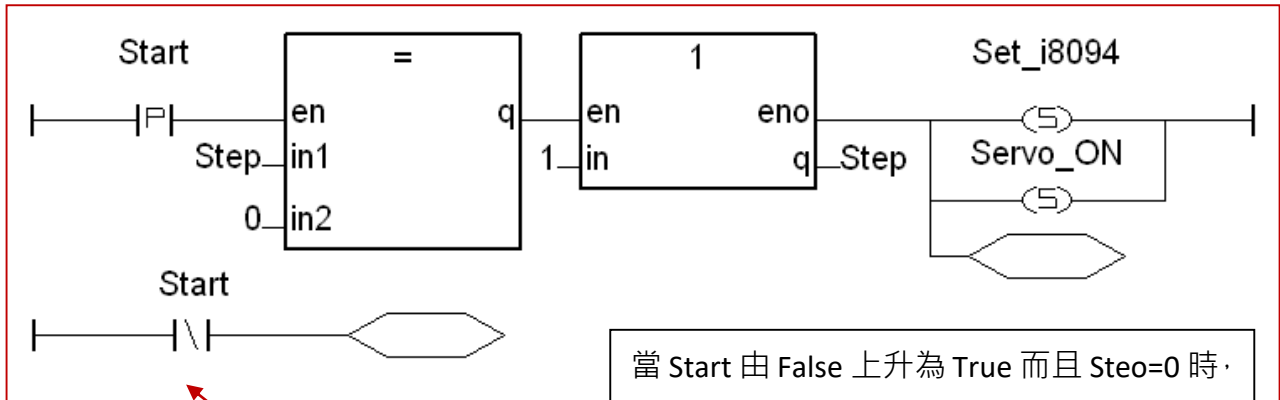 Start
=
1
Set_i8094
P
en
q
en
eno
S
Step
in1
1
in
q
Step
Servo_ON
0
in2
S
Start
當 Start 由 False 上升為 True 而且 Steo=0 時,